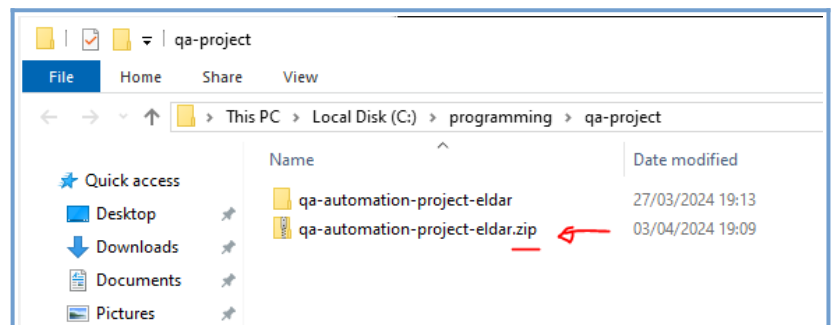 qa-project
File Home Share View
This PC > Local Disk (C:) > programming > qa-project
Name Date modified
Quick access
qa-automation-project-eldar 27/03/2024 19:13
Desktop
qa-automation-project-eldar.zip 03/04/2024 19:09
Downloads
Documents
Pictures